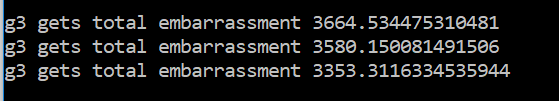 g3 gets total embarrassment 3664.534475310481
g3 gets total embarrassment 3580.150081491506
g3 gets total embarrassment 3353.3116334535944